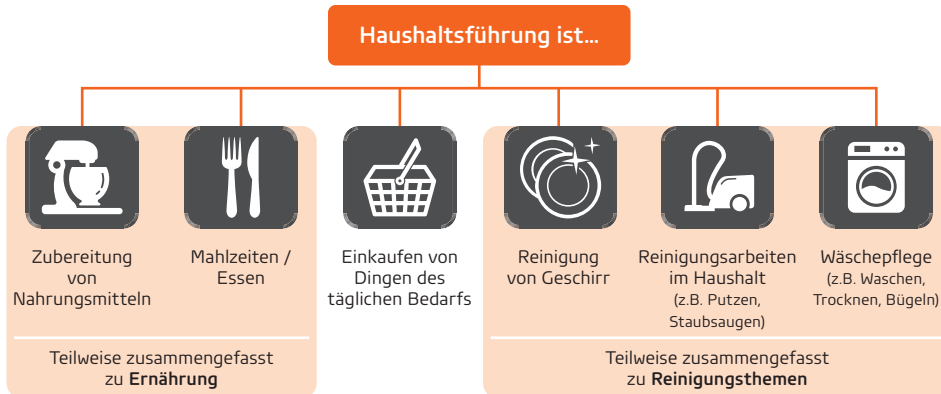 Haushaltsführung ist...
Zubereitung
von
Nahrungsmitteln
Mahlzeiten /
Essen
Einkaufen von
Dingen des
täglichen Bedarfs
Reinigung
von Geschirr
Reinigungsarbeiten
im Haushalt
(z.B. Putzen,
Staubsaugen)
Wäschepflege
(z.B. Waschen,
Trocknen, Bügeln)
Teilweise zusammengefasst
zu Ernährung
Teilweise zusammengefasst
zu Reinigungsthemen